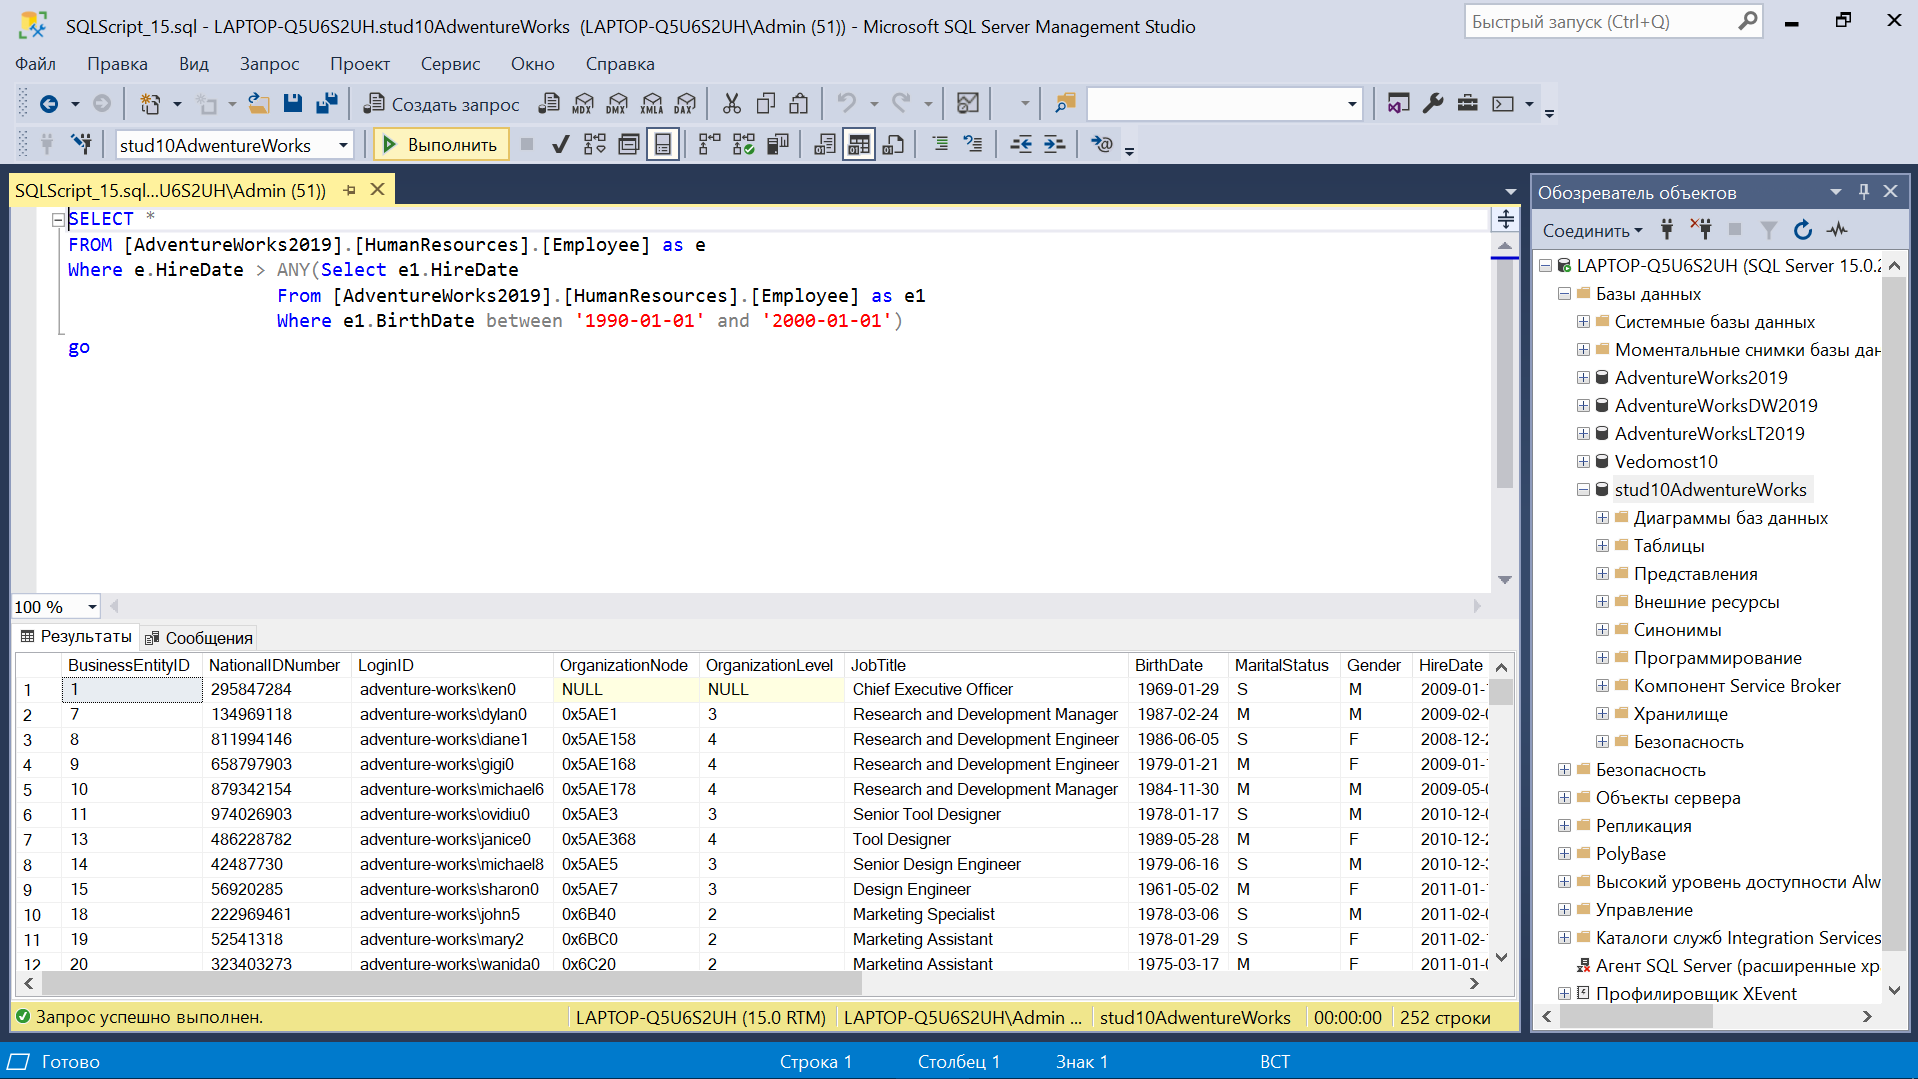 SQLScript_15.sql - LAPTOP-Q5U6S2UH.stud10AdwentureWorks (LAPTOP-Q5U6S2UH\Admin (51)) - Microsoft SQL Server Management Studio
Быстрый запуск (Ctrl+Q)
Файл Правка Вид Запрос Проект Сервис Окно Справка
Создать запрос MDX DMX XMLA DAX
stud10AdwentureWorks Выполнить
SQLScript_15.sql...U6S2UH\Admin (51))
SELECT *
FROM [AdventureWorks2019].[HumanResources].[Employee] as e
Where e.HireDate > ANY(Select e1.HireDate
From [AdventureWorks2019].[HumanResources].[Employee] as e1
Where e1.BirthDate between '1990-01-01' and '2000-01-01')
go
100 %
Результаты Сообщения
BusinessEntityID NationalIDNumber LoginID OrganizationNode OrganizationLevel JobTitle BirthDate MaritalStatus Gender HireDate
1 1 295847284 adventure-works\ken0 NULL NULL Chief Executive Officer 1969-01-29 S M 2009-01-
2 7 134969118 adventure-works\dylan0 0x5AE1 3 Research and Development Manager 1987-02-24 M M 2009-02-
3 8 811994146 adventure-works\diane1 0x5AE158 4 Research and Development Engineer 1986-06-05 S F 2008-12-
4 9 658797903 adventure-works\gigi0 0x5AE168 4 Research and Development Engineer 1979-01-21 M F 2009-01-
5 10 879342154 adventure-works\michael6 0x5AE178 4 Research and Development Manager 1984-11-30 M M 2009-05-
6 11 974026903 adventure-works\ovidiu0 0x5AE3 3 Senior Tool Designer 1978-01-17 S M 2010-12-
7 13 486228782 adventure-works\janice0 0x5AE368 4 Tool Designer 1989-05-28 M F 2010-12-
8 14 42487730 adventure-works\michael8 0x5AE5 3 Senior Design Engineer 1979-06-16 S M 2010-12-
9 15 56920285 adventure-works\sharon0 0x5AE7 3 Design Engineer 1961-05-02 M F 2011-01-
10 18 222969461 adventure-works\john5 0x6B40 2 Marketing Specialist 1978-03-06 S M 2011-02-
11 19 52541318 adventure-works\mary2 0x6BC0 2 Marketing Assistant 1978-01-29 S F 2011-02-
12 20 323403273 adventure-works\wanida0 0x6C20 2 Marketing Assistant 1975-03-17 M F 2011-01-
Запрос успешно выполнен. LAPTOP-Q5U6S2UH (15.0 RTM) LAPTOP-Q5U6S2UH\Admin ... stud10AdwentureWorks 00:00:00 252 строки
Обозреватель объектов
Соединить
LAPTOP-Q5U6S2UH (SQL Server 15.0.2
Базы данных
Системные базы данных
Моментальные снимки базы дан
AdventureWorks2019
AdventureWorksDW2019
AdventureWorksLT2019
Vedomost10
stud10AdwentureWorks
Диаграммы баз данных
Таблицы
Представления
Внешние ресурсы
Синонимы
Программирование
Компонент Service Broker
Хранилище
Безопасность
Безопасность
Объекты сервера
Репликация
PolyBase
Высокий уровень доступности Alw
Управление
Каталоги служб Integration Services
Агент SQL Server (расширенные хр
Профилировщик XEvent
Готово Строка 1 Столбец 1 Знак 1 ВСТ